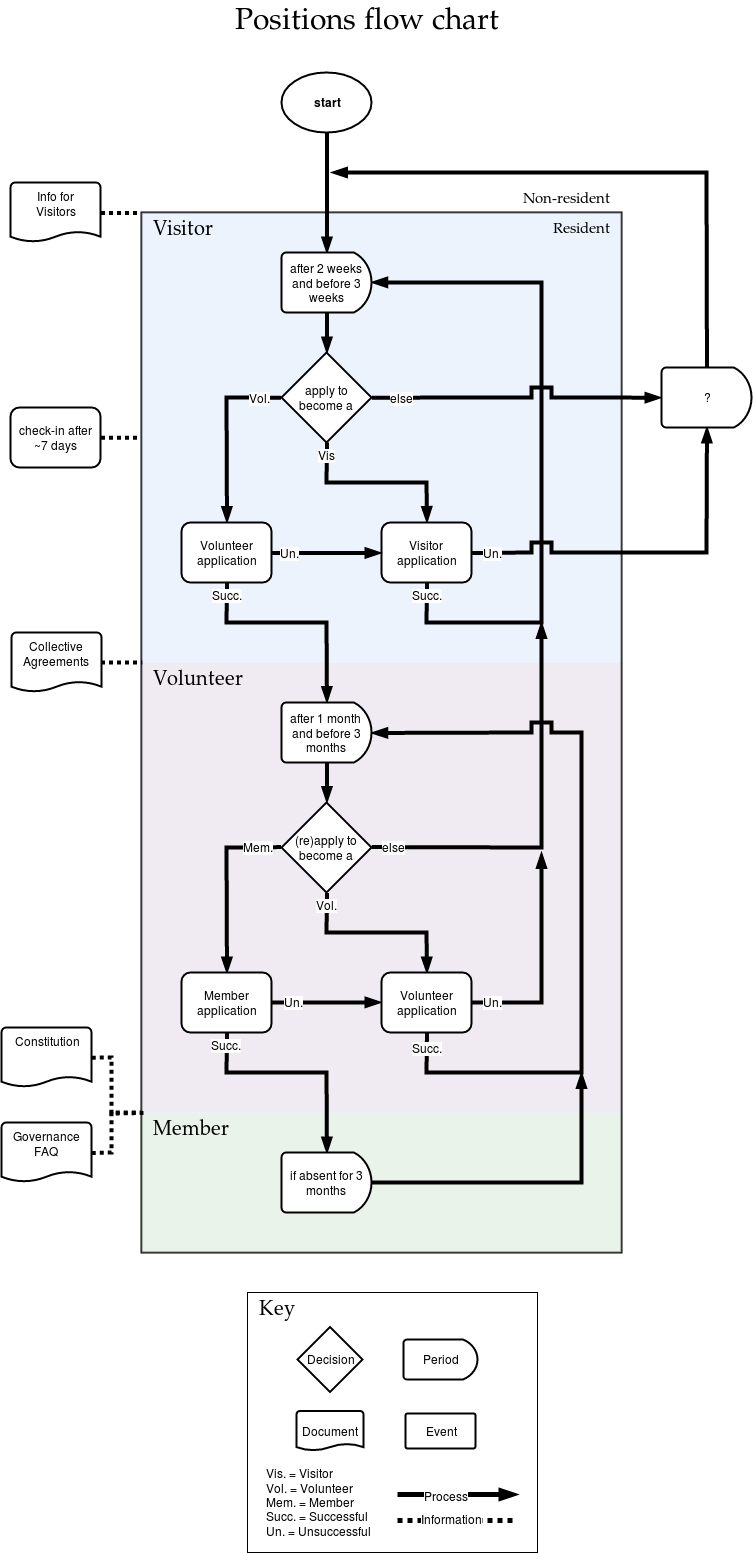 Positions flow chart
start
Info for
Visitors
Non-resident
Visitor
Resident
after 2 weeks
and before 3
weeks
apply to
become a
Vol.
else
?
check-in after
~7 days
Vis
Volunteer
application
Un.
Visitor
application
Un.
Succ.
Succ.
Collective
Agreements
Volunteer
after 1 month
and before 3
months
(re)apply to
become a
Mem.
else
Vol.
Member
application
Un.
Volunteer
application
Un.
Succ.
Succ.
Constitution
Governance
FAQ
Member
if absent for 3
months
Key
Decision
Period
Document
Event
Vis. = Visitor
Vol. = Volunteer
Mem. = Member
Succ. = Successful
Un. = Unsuccessful
Process
Information